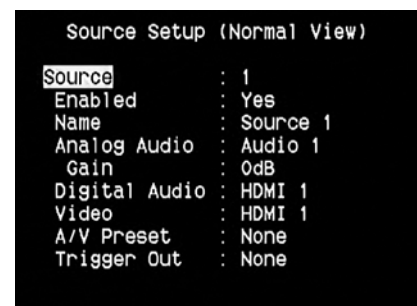 Source Setup (Normal View)
Source : 1
Enabled : Yes
Name : Source 1
Analog Audio : Audio 1
Gain : 0dB
Digital Audio : HDMI 1
Video : HDMI 1
A/V Preset : None
Trigger Out : None